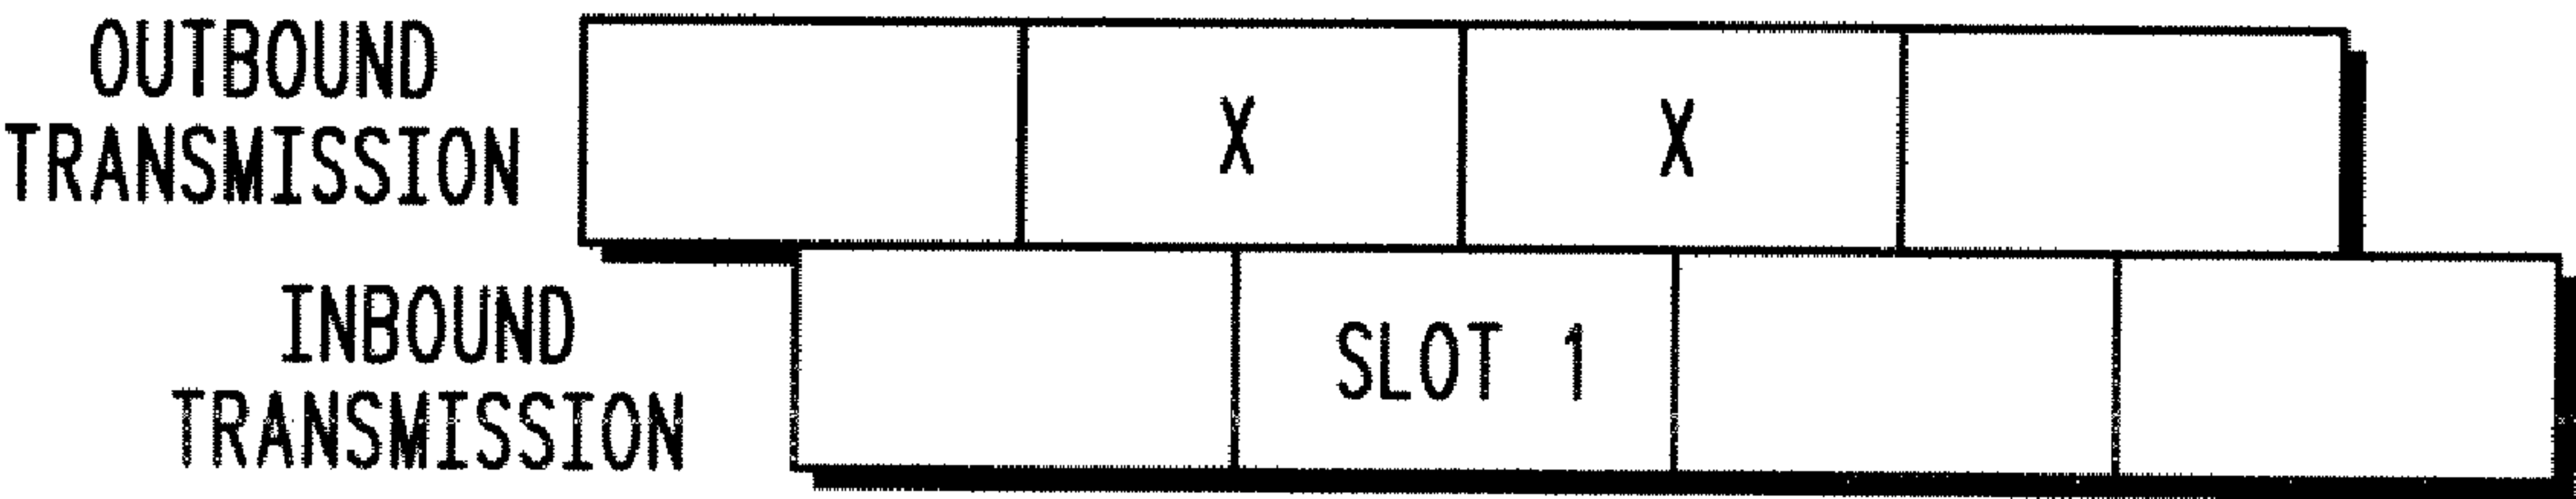 OUTBOUND
TRANSMISSION
X X
INBOUND
TRANSMISSION
SLOT 1